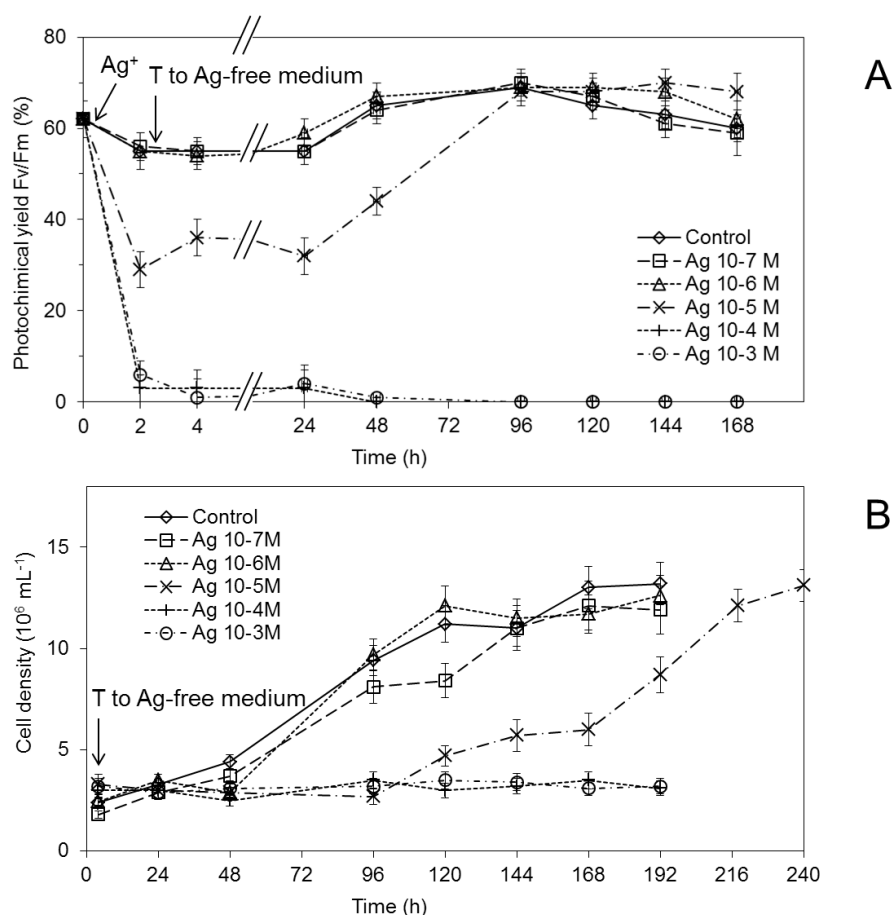 A
80
60
40
20
0
Ag⁺
T to Ag-free medium
Photochimical yield Fv/Fm (%)
Control
Ag 10-7 M
Ag 10-6 M
Ag 10-5 M
Ag 10-4 M
Ag 10-3 M
0 2 4 24 48 72 96 120 144 168
Time (h)
B
15
10
5
0
Control
Ag 10-7M
Ag 10-6M
Ag 10-5M
Ag 10-4M
Ag 10-3M
T to Ag-free medium
Cell density (10⁶ mL⁻¹)
0 24 48 72 96 120 144 168 192 216 240
Time (h)